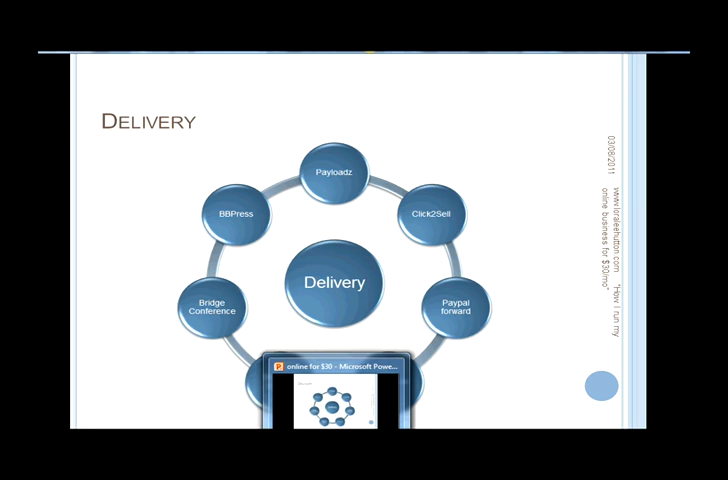 DELIVERY
Payloadz
BBPress
Click2Sell
Delivery
Bridge
Conference
Paypal
forward
03/08/2011
www.loraleehutton.com "How I run my
online business for $30/mo"
online for $30 - Microsoft Powe...